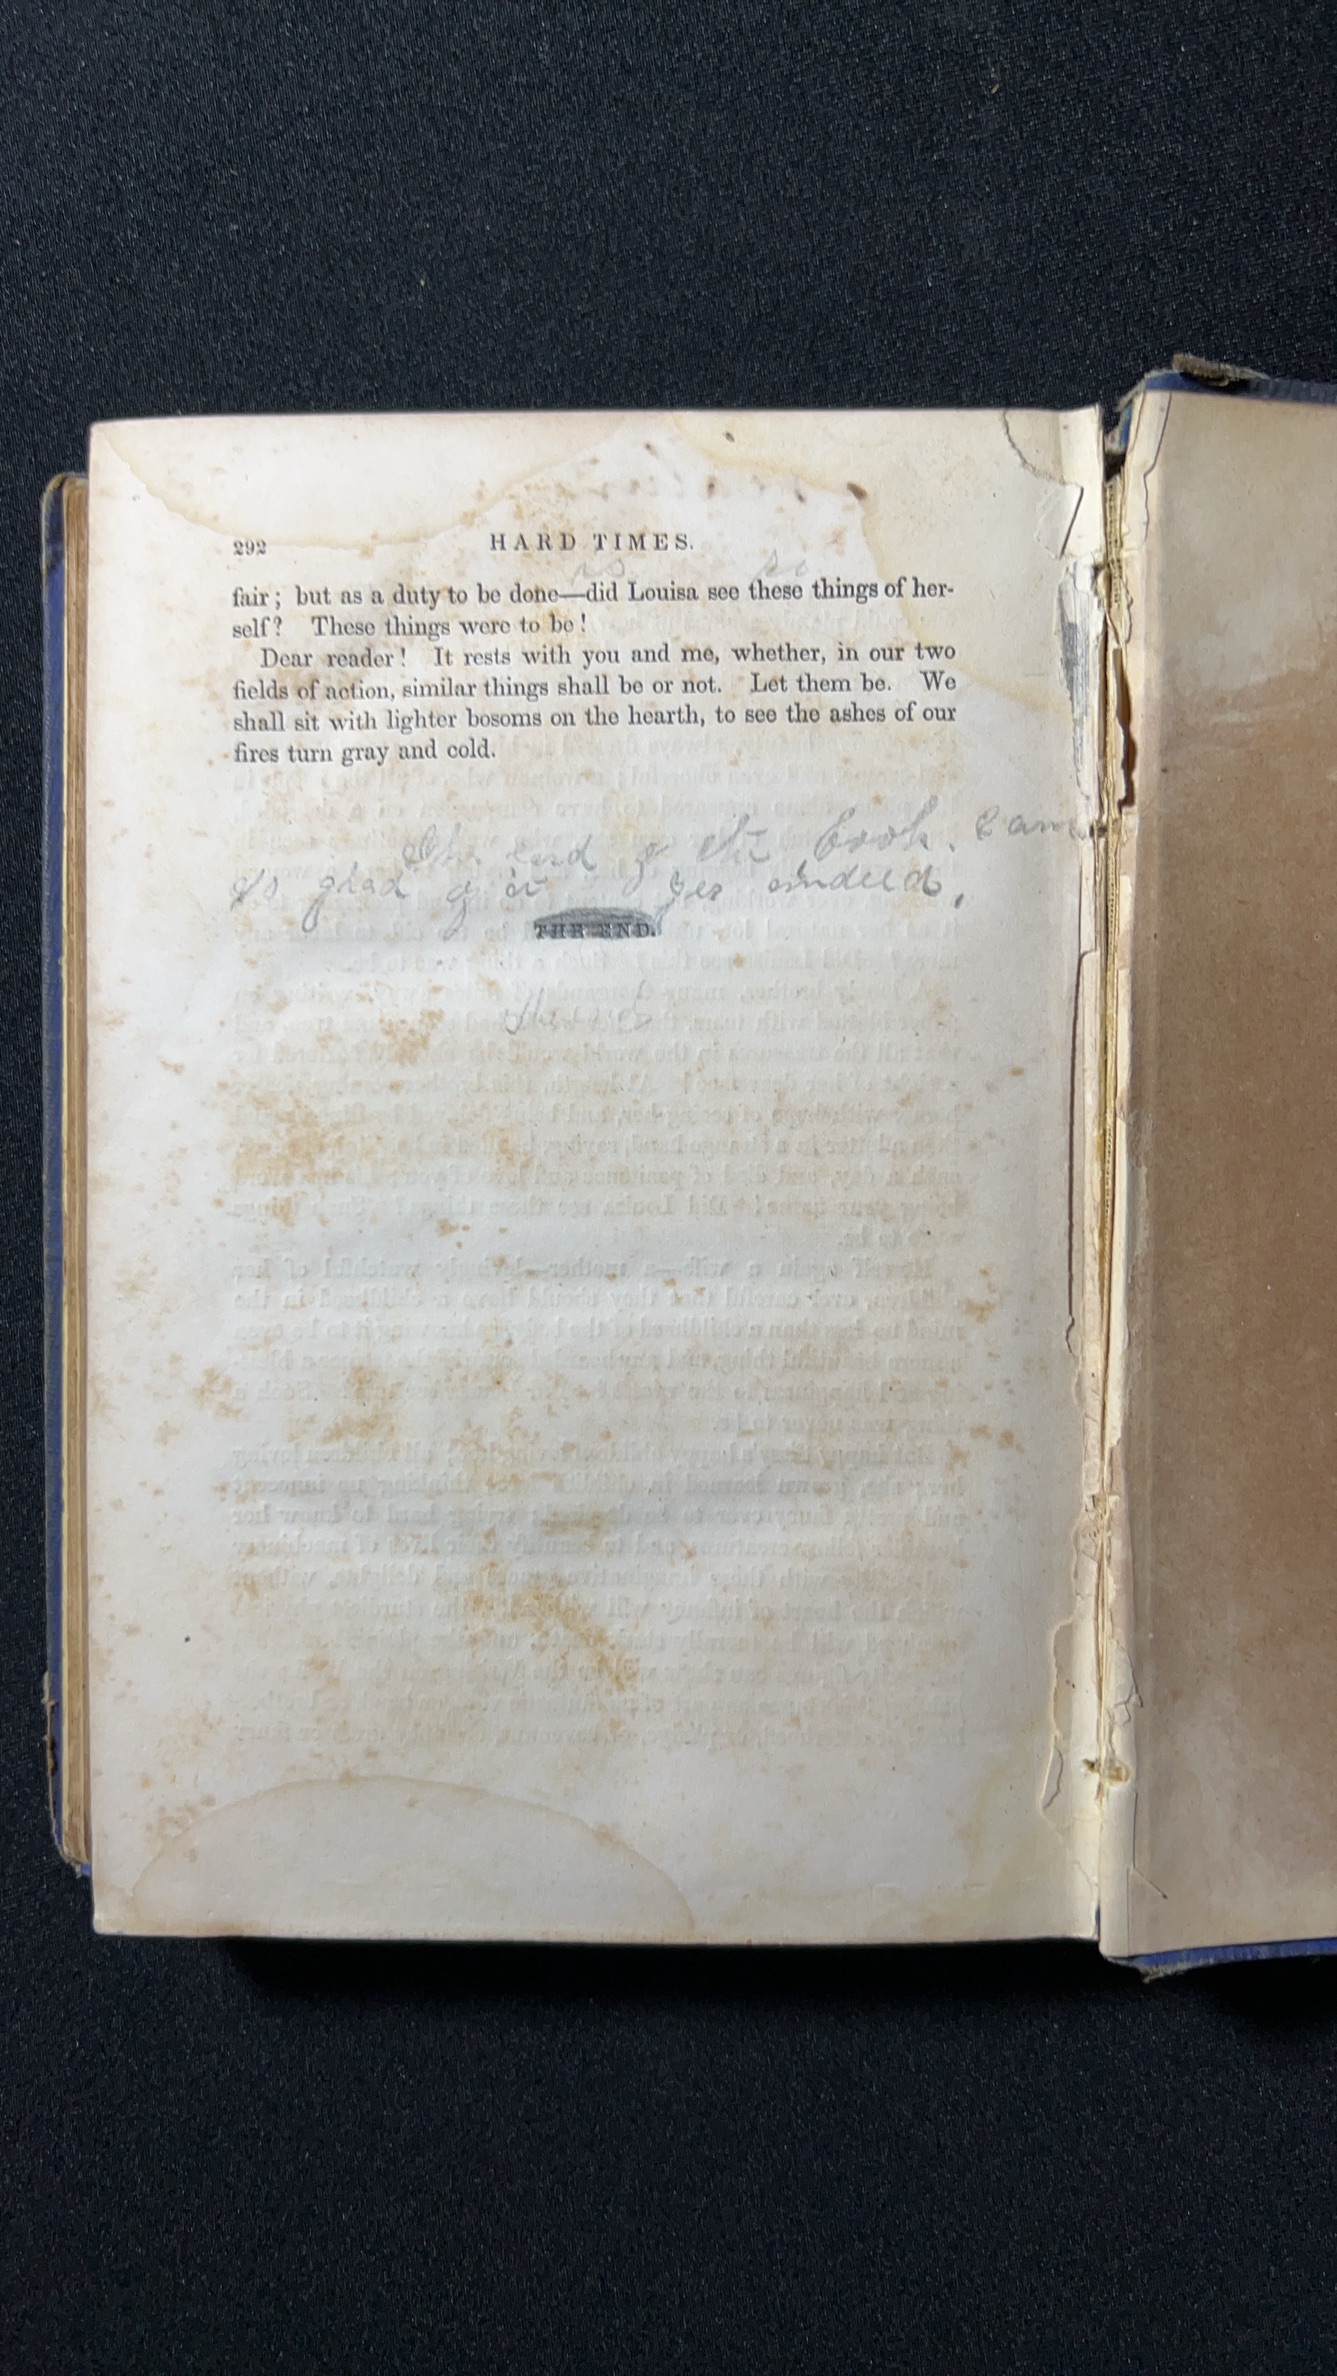 292 HARD TIMES.
fair; but as a duty to be done—did Louisa see these things of her-
self? These things were to be!
Dear reader! It rests with you and me, whether, in our two
fields of action, similar things shall be or not. Let them be. We
shall sit with lighter bosoms on the hearth, to see the ashes of our
fires turn gray and cold.
The end of the book. I am
so glad of it yes indeed.
THE END.